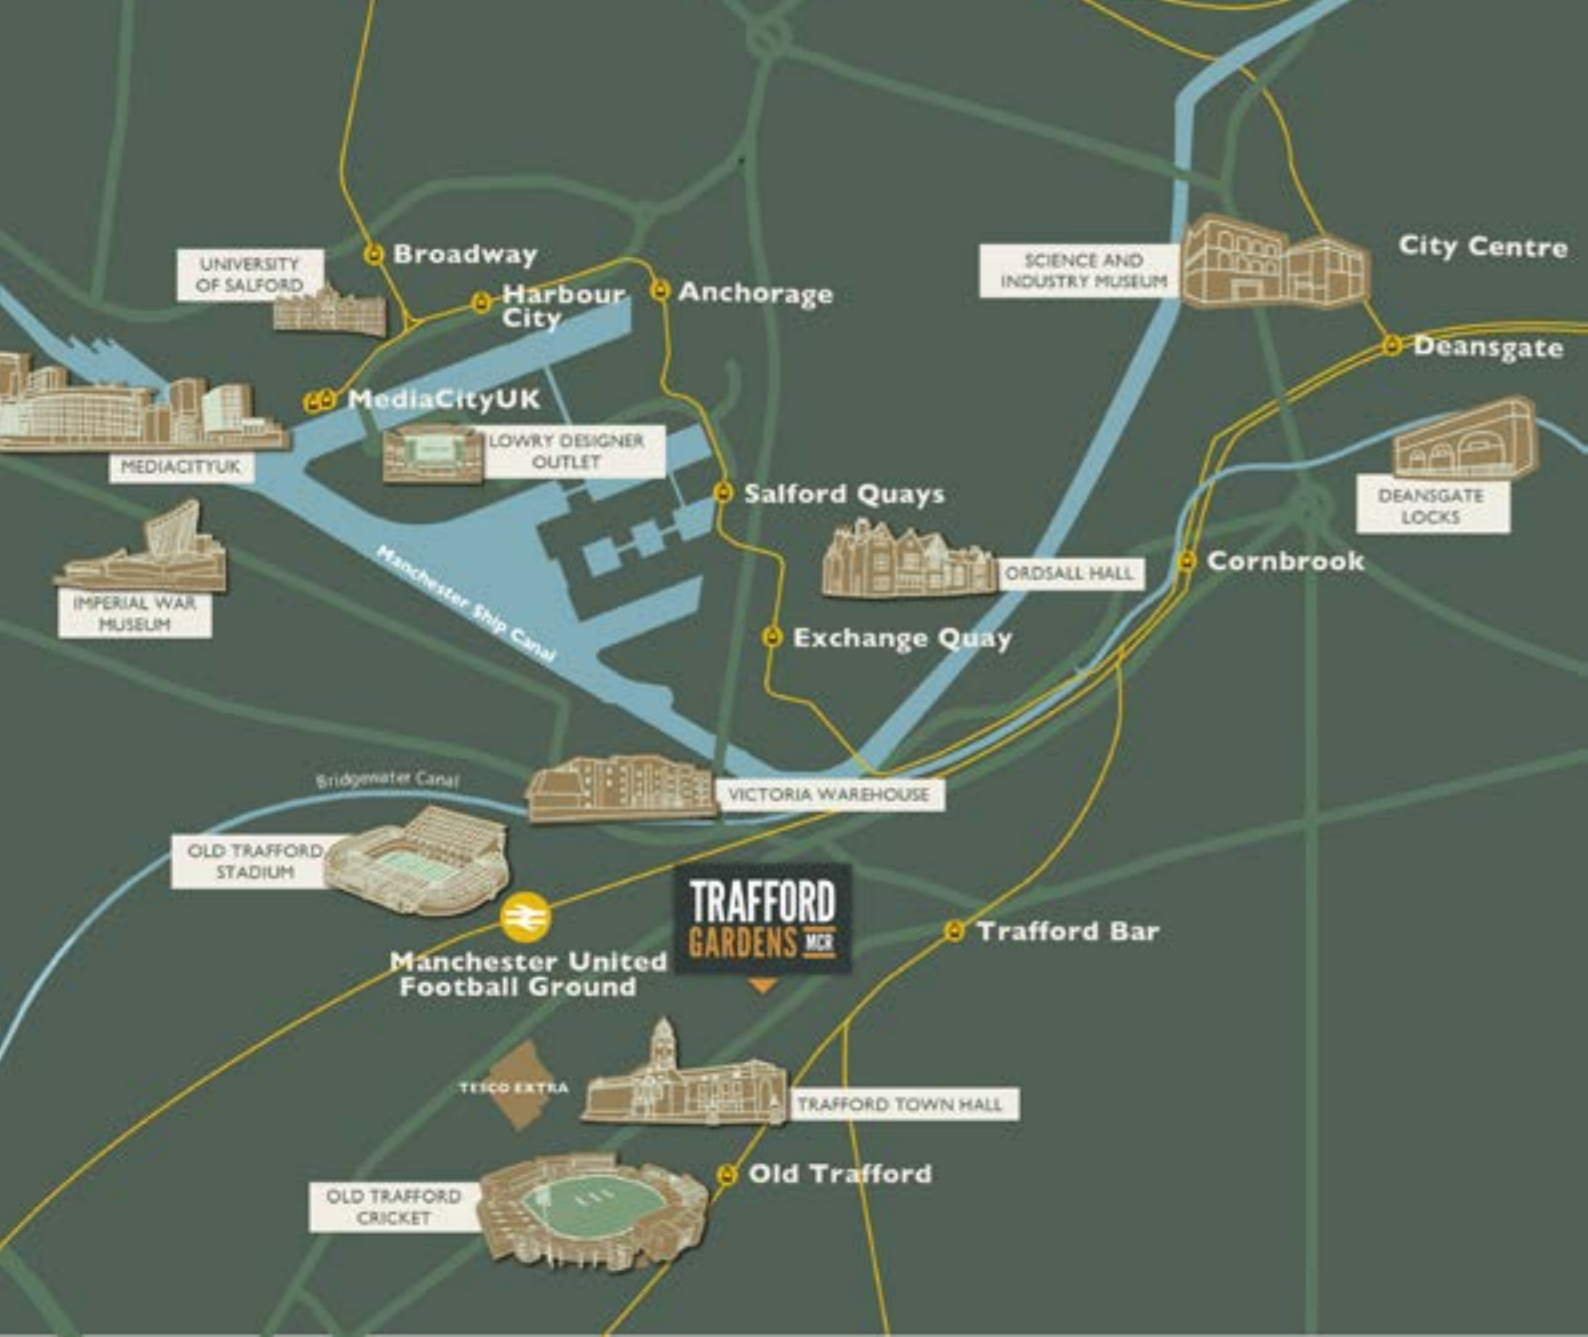 Broadway
UNIVERSITY
OF SALFORD
Harbour
City
Anchorage
SCIENCE AND
INDUSTRY MUSEUM
City Centre
Deansgate
MediaCityUK
LOWRY DESIGNER
OUTLET
MEDIACITYUK
Salford Quays
DEANSGATE
LOCKS
Manchester Ship Canal
ORDSALL HALL
Cornbrook
IMPERIAL WAR
MUSEUM
Exchange Quay
Bridgewater Canal
VICTORIA WAREHOUSE
OLD TRAFFORD
STADIUM
TRAFFORD
GARDENS MCR
Trafford Bar
Manchester United
Football Ground
TESCO EXTRA
TRAFFORD TOWN HALL
Old Trafford
OLD TRAFFORD
CRICKET